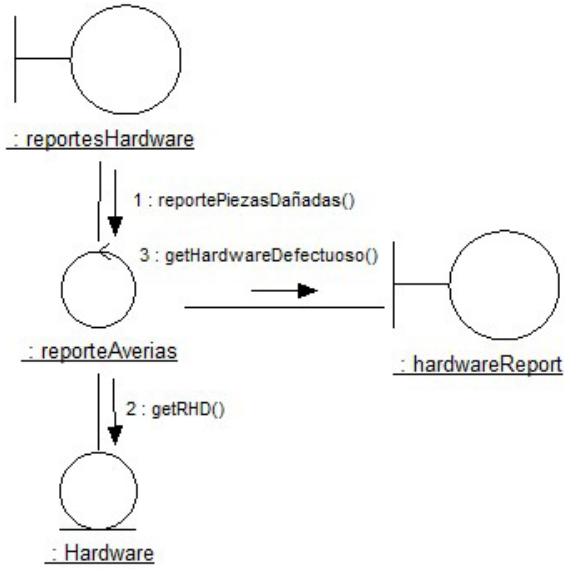 : reportesHardware
1 : reportePiezasDañadas()
3 : getHardwareDefectuoso()
: reporteAverias
: hardwareReport
2 : getRHD()
: Hardware